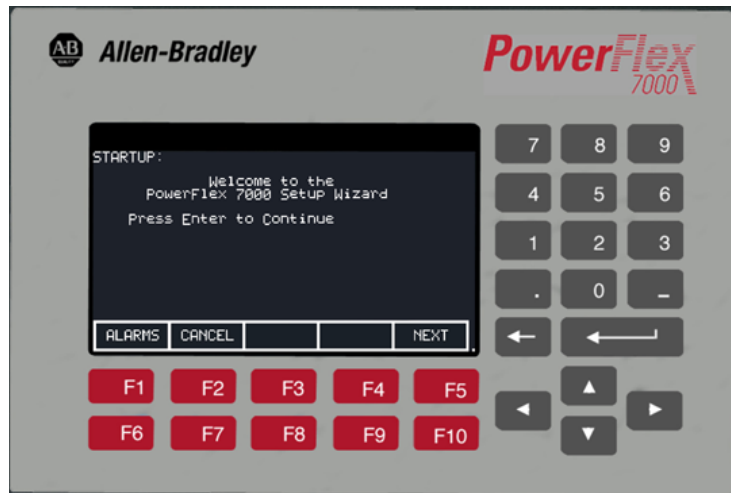 AB
QUALITY
Allen-Bradley
PowerFlex
7000
STARTUP:
Welcome to the
PowerFlex 7000 Setup Wizard
Press Enter to Continue
ALARMS CANCEL NEXT
F1 F2 F3 F4 F5
F6 F7 F8 F9 F10
7 8 9
4 5 6
1 2 3
. 0 -